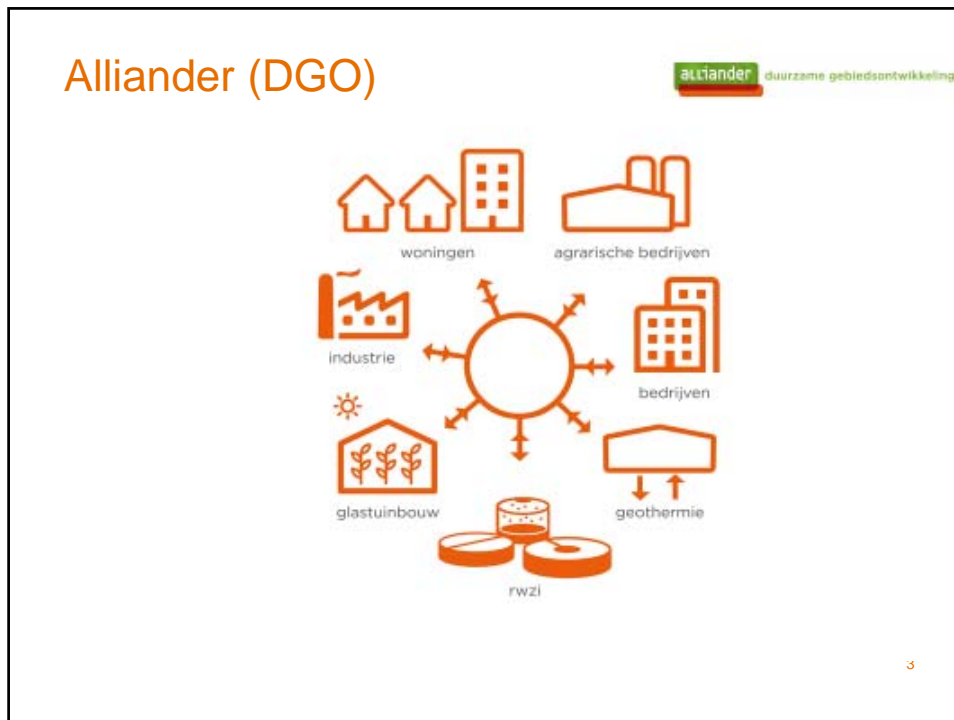 Alliander (DGO)
alliander duurzame gebiedsontwikkeling
woningen
agrarische bedrijven
industrie
bedrijven
glastuinbouw
geothermie
rwzi
3